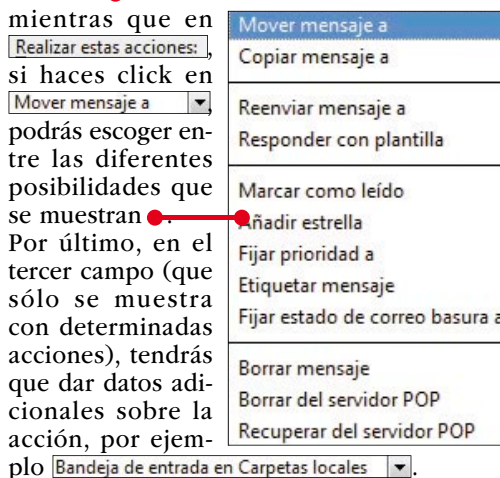 mientras que en
Realizar estas acciones: ,
si haces click en
Mover mensaje a ,
podrás escoger en-
tre las diferentes
posibilidades que
se muestran .
Por último, en el
tercer campo (que
sólo se muestra
con determinadas
acciones), tendrás
que dar datos adi-
cionales sobre la
acción, por ejem-
plo Bandeja de entrada en Carpetas locales .
Mover mensaje a
Copiar mensaje a
Reenviar mensaje a
Responder con plantilla
Marcar como leído
Añadir estrella
Fijar prioridad a
Etiquetar mensaje
Fijar estado de correo basura a
Borrar mensaje
Borrar del servidor POP
Recuperar del servidor POP